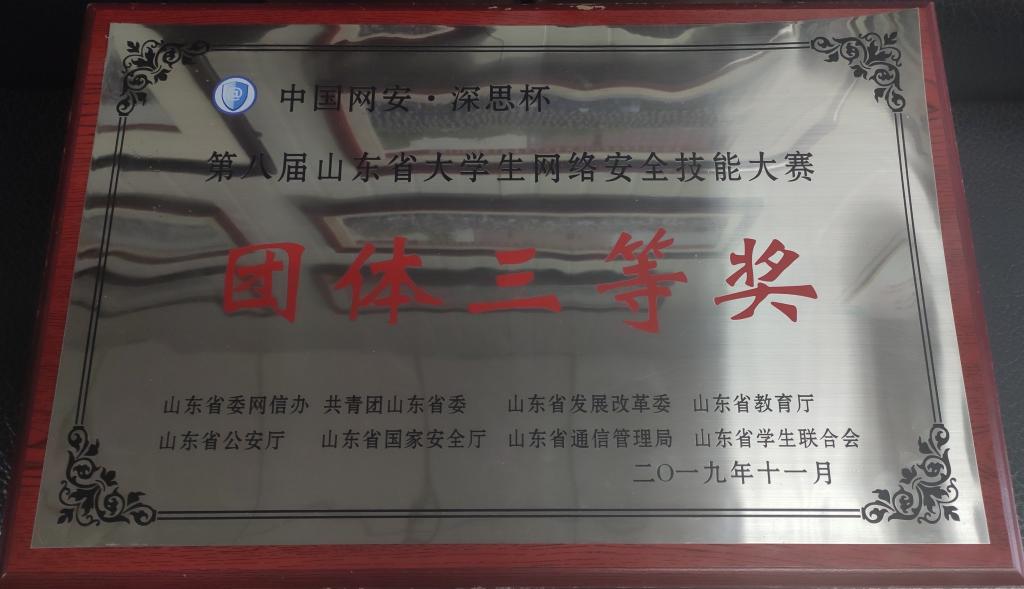 中国网安·深思杯
第八届山东省大学生网络安全技能大赛
团体三等奖
山东省委网信办 共青团山东省委 山东省发展改革委 山东省教育厅
山东省公安厅 山东省国家安全厅 山东省通信管理局 山东省学生联合会
二〇一九年十一月